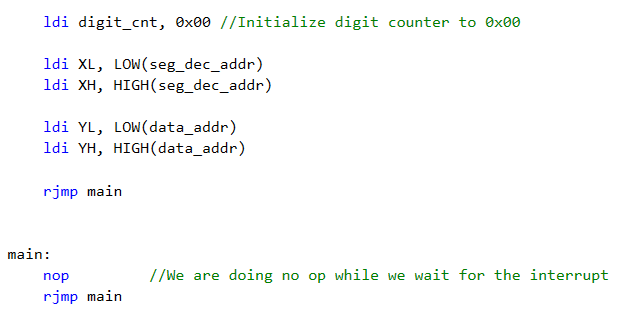 ldi digit_cnt, 0x00 //Initialize digit counter to 0x00
ldi XL, LOW(seg_dec_addr)
ldi XH, HIGH(seg_dec_addr)
ldi YL, LOW(data_addr)
ldi YH, HIGH(data_addr)
rjmp main
main:
nop //We are doing no op while we wait for the interrupt
rjmp main